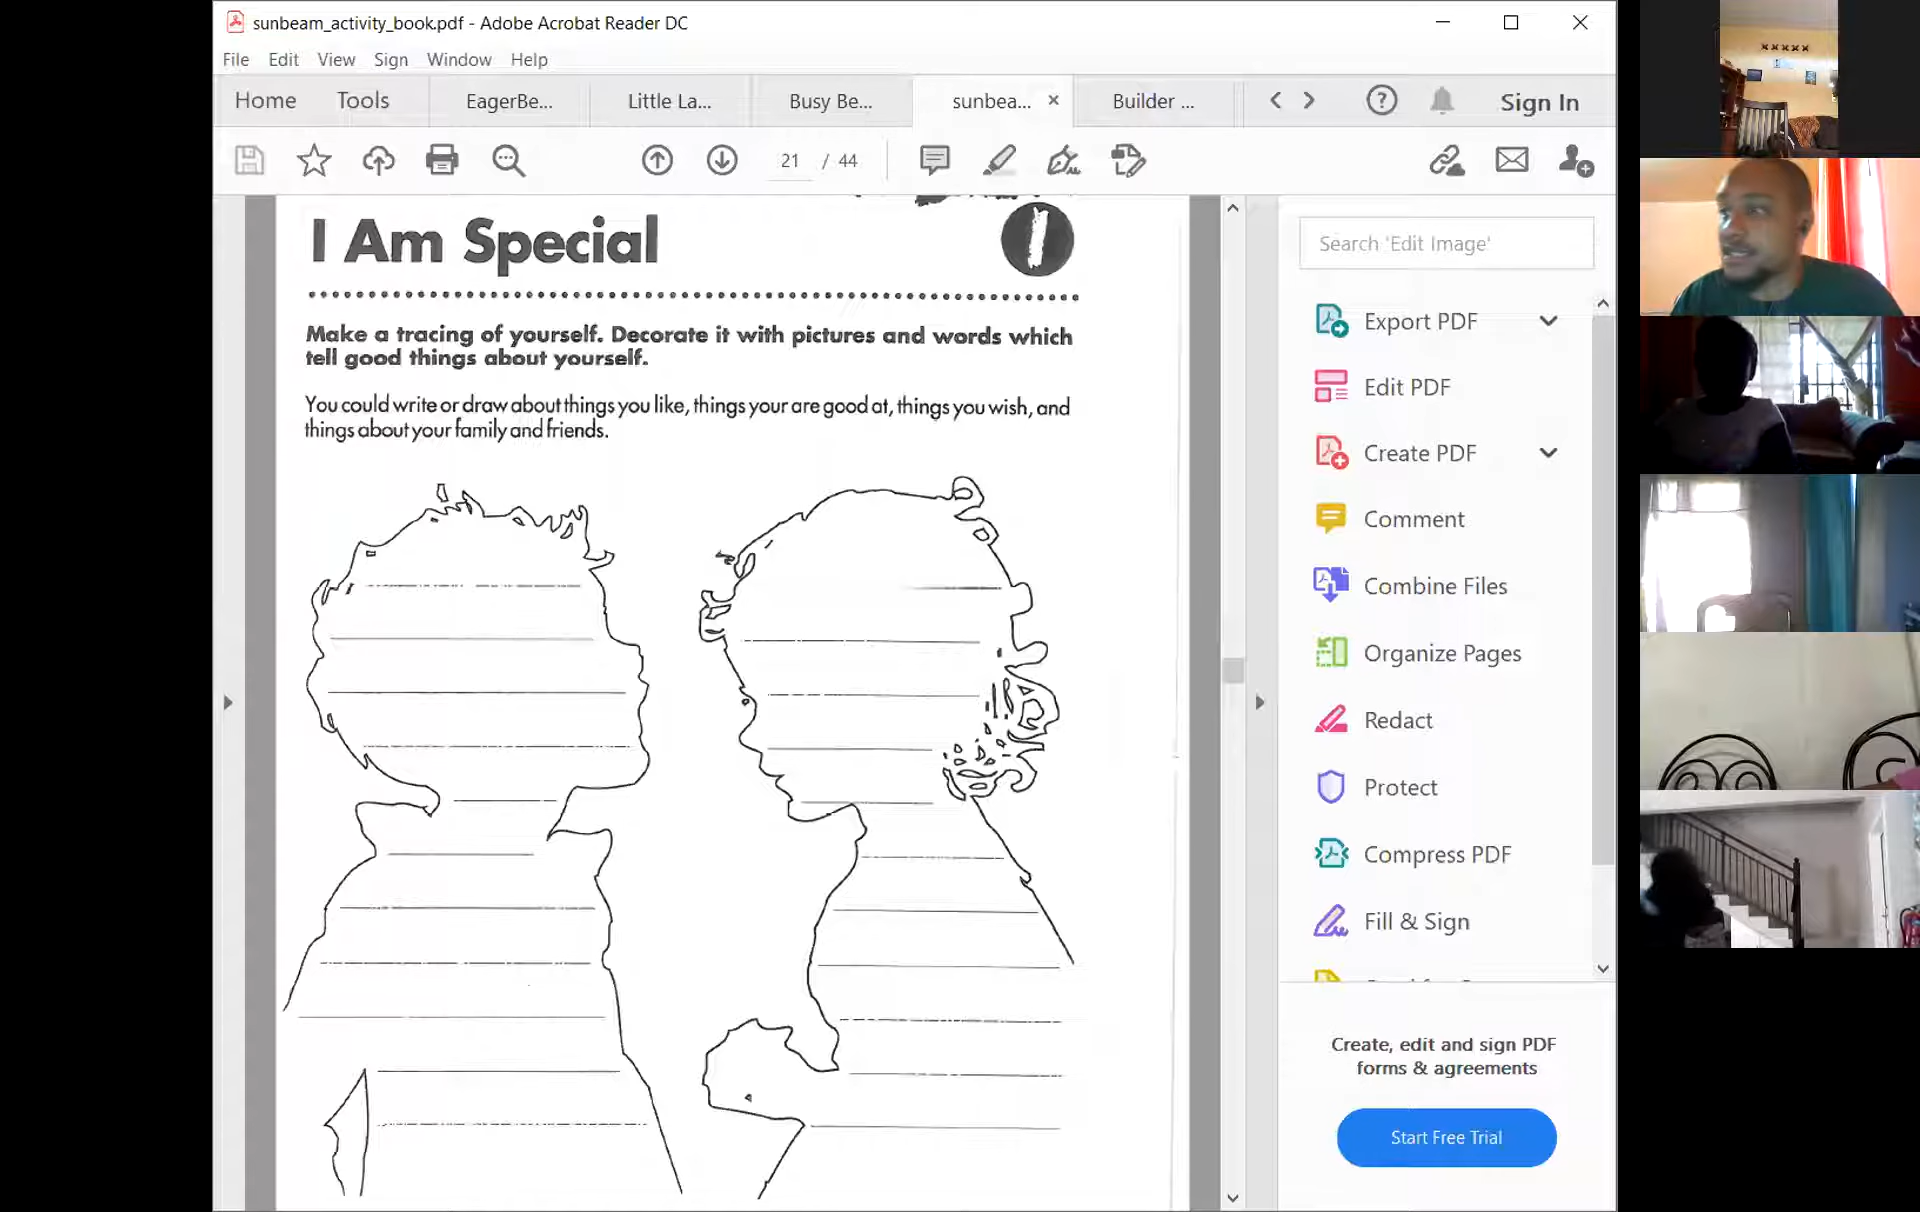 sunbeam_activity_book.pdf - Adobe Acrobat Reader DC
File Edit View Sign Window Help
Home Tools EagerBe... Little La... Busy Be... sunbea... Builder ... Sign In
21 / 44
I Am Special
Make a tracing of yourself. Decorate it with pictures and words which
tell good things about yourself.
You could write or draw about things you like, things your are good at, things you wish, and
things about your family and friends.
Search 'Edit Image'
Export PDF
Edit PDF
Create PDF
Comment
Combine Files
Organize Pages
Redact
Protect
Compress PDF
Fill & Sign
Create, edit and sign PDF
forms & agreements
Start Free Trial